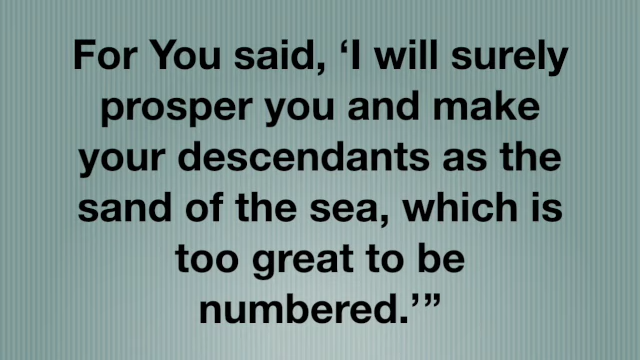 For You said, ‘I will surely
prosper you and make
your descendants as the
sand of the sea, which is
too great to be
numbered.’”